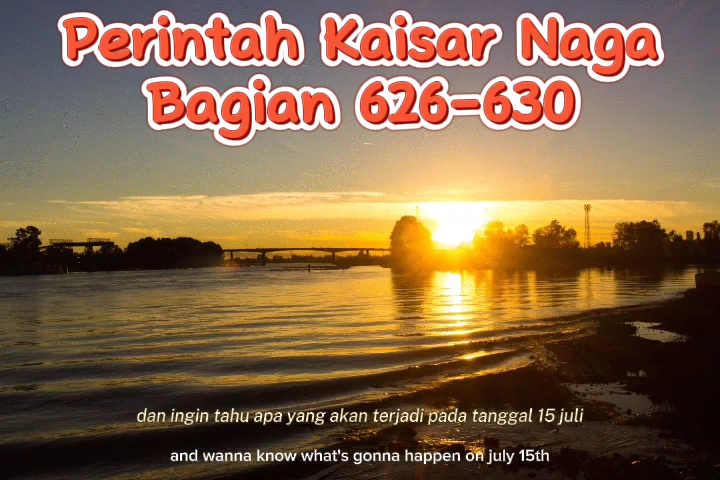 Perintah Kaisar Naga
Bagian 626-630
dan ingin tahu apa yang akan terjadi pada tanggal 15 juli
and wanna know what's gonna happen on july 15th